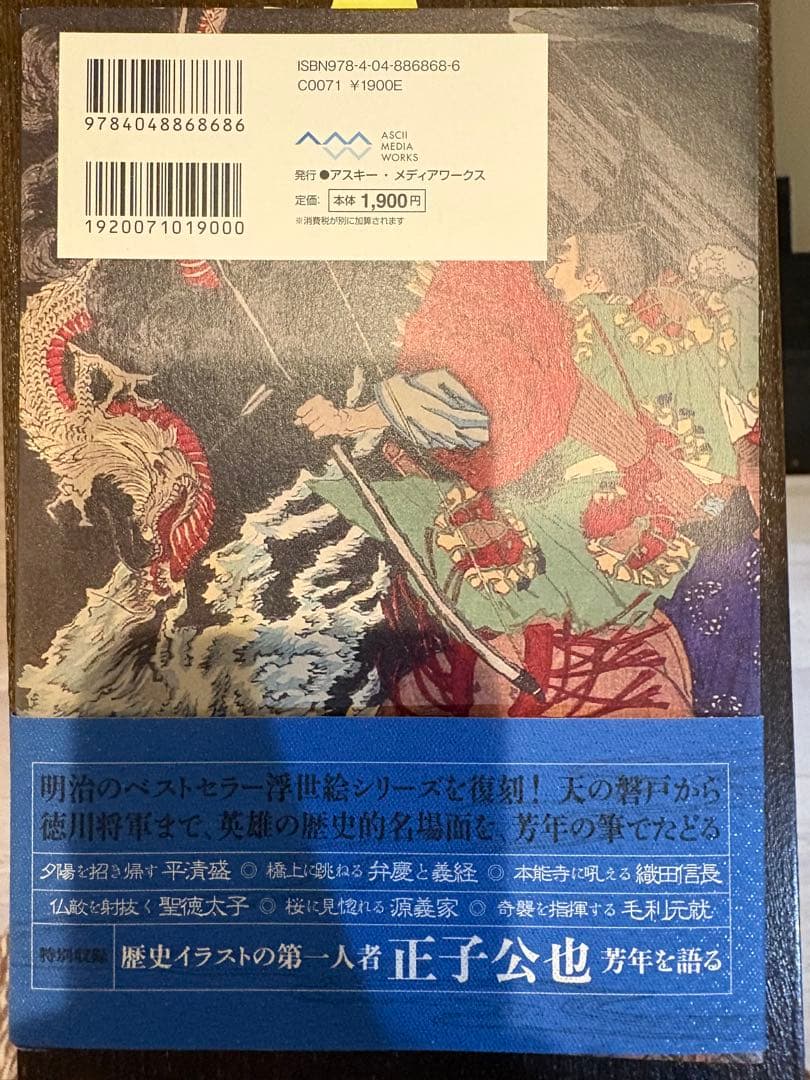 ISBN978-4-04-886868-6
C0071 ¥1900E
9784048868686
ASCII
MEDIA
WORKS
発行●アスキー・メディアワークス
定価: 本体 1,900円
※消費税が別に加算されます
1920071019000
明治のベストセラー浮世絵シリーズを復刻! 天の磐戸から
徳川将軍まで、英雄の歴史的名場面を、芳年の筆でたどる
夕陽を招き帰す 平清盛 ◎ 橋上に跳ねる 弁慶と義経 ◎ 本能寺に吼える 織田信長
仏敵を射抜く 聖徳太子 ◎ 桜に見惚れる 源義家 ◎ 奇襲を指揮する 毛利元就
特別収録 歴史イラストの第一人者 正子公也 芳年を語る